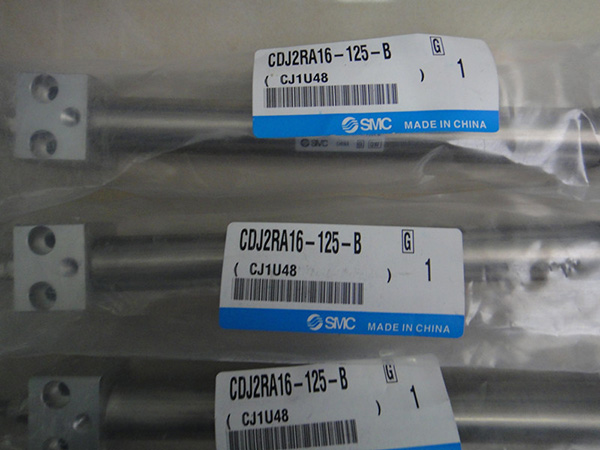 CDJ2RA16-125-B G
( CJ1U48 ) 1
SMC MADE IN CHINA
SMC
CDJ2RA16-125-B G
( CJ1U48 ) 1
SMC MADE IN CHINA
CDJ2RA16-125-B G
( CJ1U48 ) 1